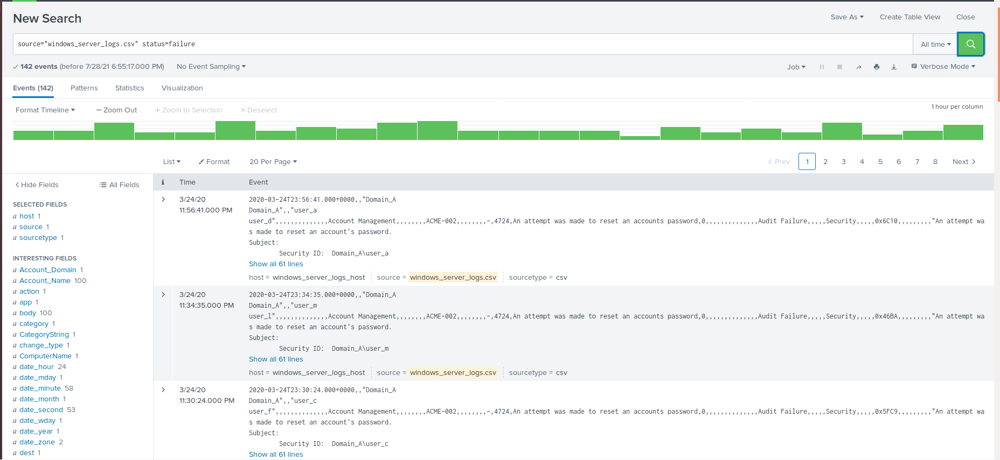 New Search
Save As Create Table View Close
source="windows_server_logs.csv" status=failure
All time
142 events (before 7/28/21 6:55:17.000 PM) No Event Sampling
Job Verbose Mode
Events (142) Patterns Statistics Visualization
Format Timeline — Zoom Out + Zoom to Selection × Deselect
1 hour per column
List Format 20 Per Page
< Prev 1 2 3 4 5 6 7 8 Next >
< Hide Fields All Fields
SELECTED FIELDS
a host 1
a source 1
a sourcetype 1
INTERESTING FIELDS
a Account_Domain 1
a Account_Name 100
a action 1
a app 1
a body 100
a category 1
a CategoryString 1
a change_type 1
a ComputerName 1
a date_hour 24
a date_mday 1
a date_minute 58
a date_month 1
a date_second 53
a date_wday 1
a date_year 1
a date_zone 2
a dest 1
i Time Event
> 3/24/20
11:56:41.000 PM
2020-03-24T23:56:41.000+0000,,"Domain_A
Domain_A",,"user_a
user_d",,,,,,,,,,,,,,Account Management,,,,,,,,ACME-002,,,,,,,,-,4724,An attempt was made to reset an accounts password,0,,,,,,,,,,,,,,Audit Failure,,,,,Security,,,,,0x6C10,,,,,,,,,"An attempt wa
s made to reset an account's password.
Subject:
Security ID: Domain_A\user_a
Show all 61 lines
host = windows_server_logs_host source = windows_server_logs.csv sourcetype = csv
> 3/24/20
11:34:35.000 PM
2020-03-24T23:34:35.000+0000,,"Domain_A
Domain_A",,"user_m
user_l",,,,,,,,,,,,,,Account Management,,,,,,,,ACME-002,,,,,,,,-,4724,An attempt was made to reset an accounts password,0,,,,,,,,,,,,,,Audit Failure,,,,,Security,,,,,0x46BA,,,,,,,,,"An attempt wa
s made to reset an account's password.
Subject:
Security ID: Domain_A\user_m
Show all 61 lines
host = windows_server_logs_host source = windows_server_logs.csv sourcetype = csv
> 3/24/20
11:30:24.000 PM
2020-03-24T23:30:24.000+0000,,"Domain_A
Domain_A",,"user_c
user_f",,,,,,,,,,,,,,Account Management,,,,,,,,ACME-002,,,,,,,,-,4724,An attempt was made to reset an accounts password,0,,,,,,,,,,,,,,Audit Failure,,,,,Security,,,,,0x5FC9,,,,,,,,,"An attempt wa
s made to reset an account's password.
Subject:
Security ID: Domain_A\user_c
Show all 61 lines